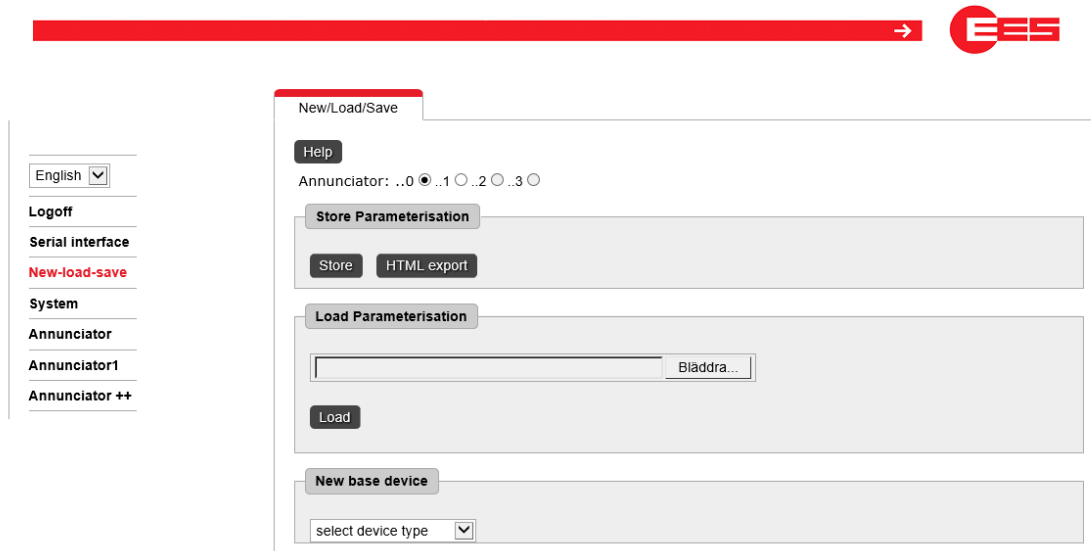 EES
New/Load/Save
English
Logoff
Serial interface
New-load-save
System
Annunciator
Annunciator1
Annunciator ++
Help
Annunciator: ..0 ..1 ..2 ..3
Store Parameterisation
Store HTML export
Load Parameterisation
Bläddra...
Load
New base device
select device type